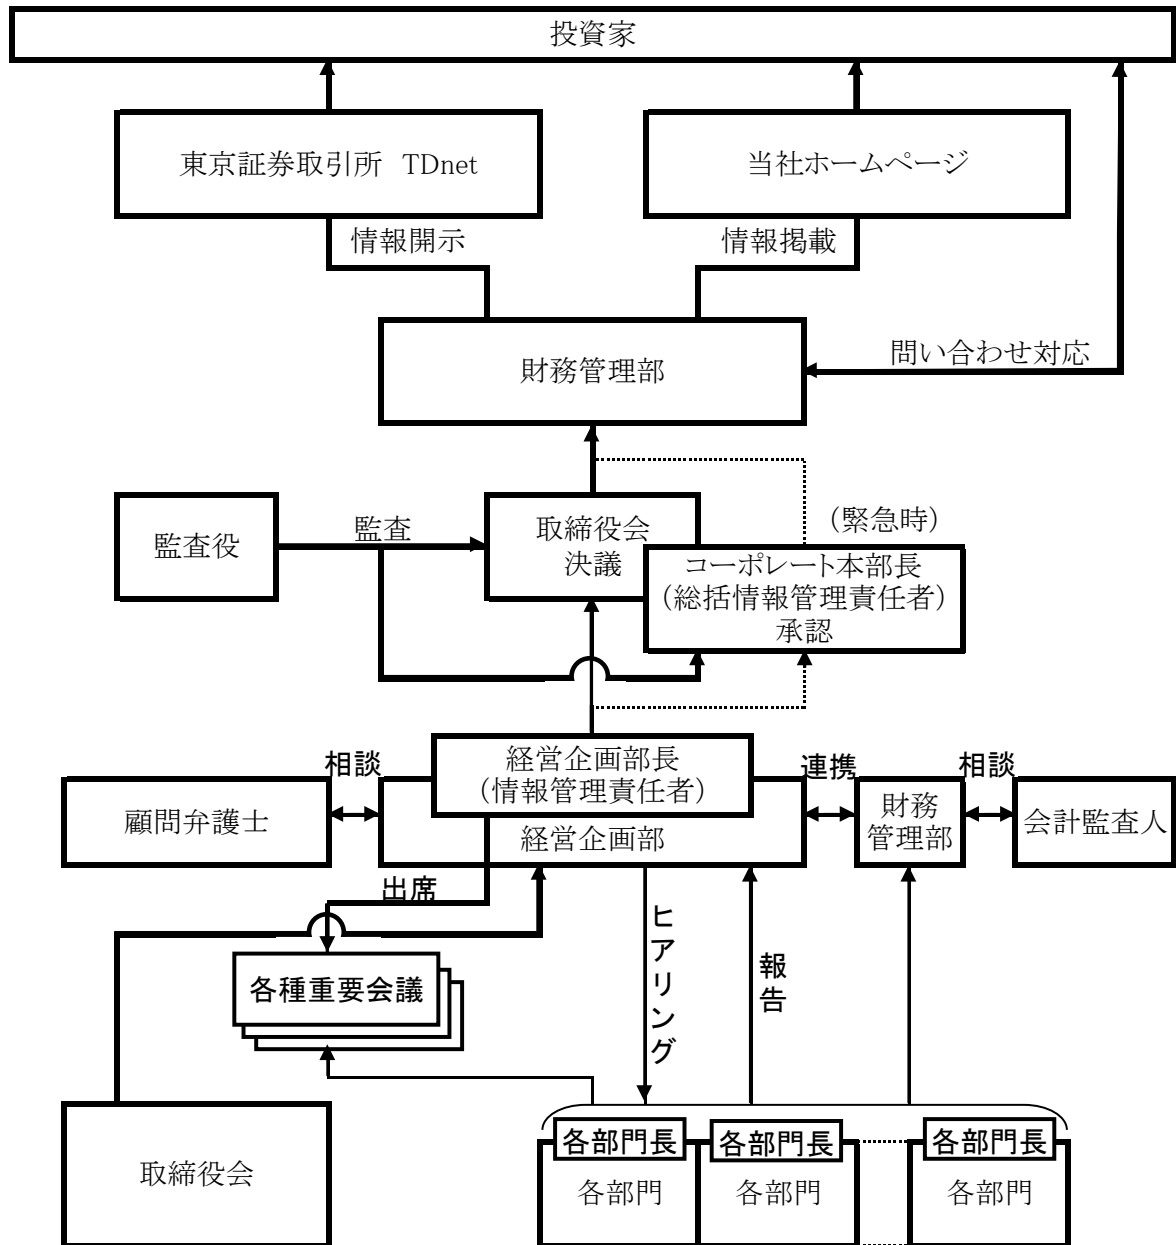 投資家
東京証券取引所　TDnet
当社ホームページ
情報開示
情報掲載
財務管理部
問い合わせ対応
監査役
監査
取締役会
決議
（緊急時）
コーポレート本部長
（総括情報管理責任者）
承認
経営企画部長
（情報管理責任者）
相談
連携
相談
顧問弁護士
経営企画部
財務
管理部
会計監査人
出席
ヒアリング
報告
各種重要会議
取締役会
各部門長
各部門長
各部門長
各部門
各部門
各部門